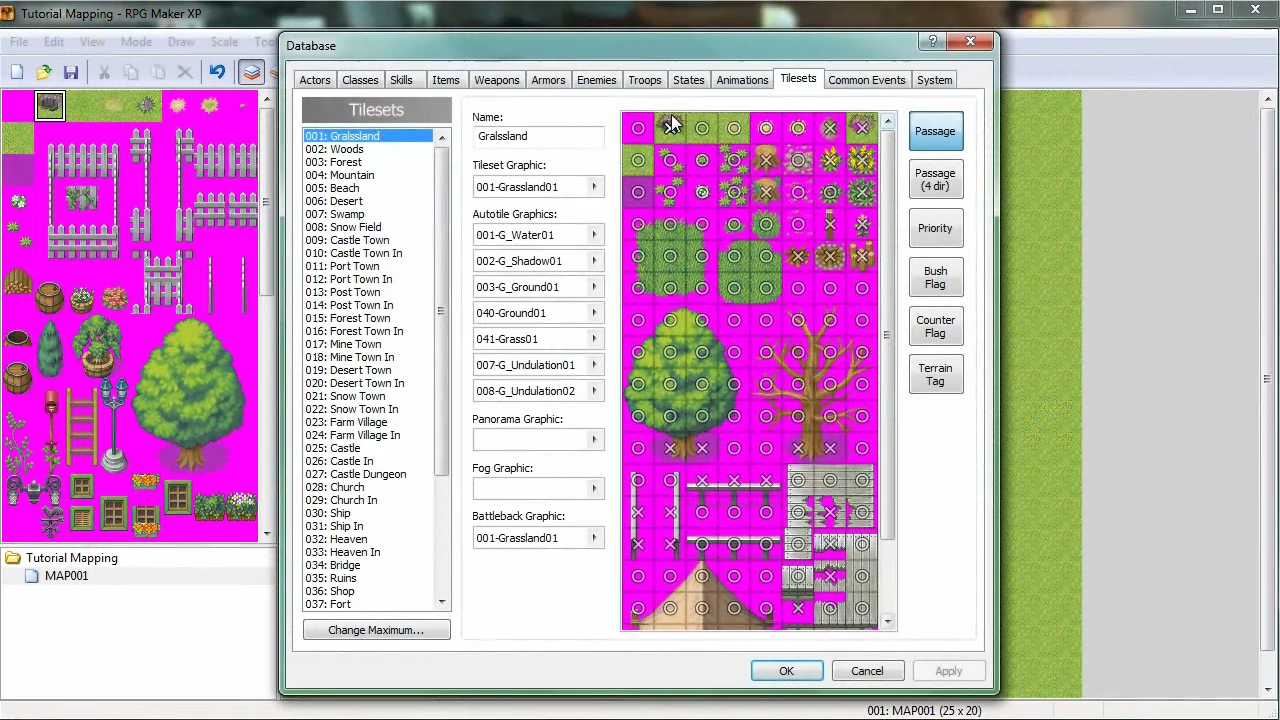 Tutorial Mapping - RPG Maker XP
File Edit View Mode Draw Scale
Database
Actors Classes Skills Items Weapons Armors Enemies Troops States Animations Tilesets Common Events System
Tilesets
001: Gralssland
002: Woods
003: Forest
004: Mountain
005: Beach
006: Desert
007: Swamp
008: Snow Field
009: Castle Town
010: Castle Town In
011: Port Town
012: Port Town In
013: Post Town
014: Post Town In
015: Forest Town
016: Forest Town In
017: Mine Town
018: Mine Town In
019: Desert Town
020: Desert Town In
021: Snow Town
022: Snow Town In
023: Farm Village
024: Farm Village In
025: Castle
026: Castle In
027: Castle Dungeon
028: Church
029: Church In
030: Ship
031: Ship In
032: Heaven
033: Heaven In
034: Bridge
035: Ruins
036: Shop
037: Fort
Change Maximum...
Name:
Gralssland
Tileset Graphic:
001-Grassland01
Autotile Graphics:
001-G_Water01
002-G_Shadow01
003-G_Ground01
040-Ground01
041-Grass01
007-G_Undulation01
008-G_Undulation02
Panorama Graphic:
Fog Graphic:
Battleback Graphic:
001-Grassland01
Passage
Passage
(4 dir)
Priority
Bush
Flag
Counter
Flag
Terrain
Tag
Tutorial Mapping
MAP001
OK Cancel Apply
001: MAP001 (25 x 20)